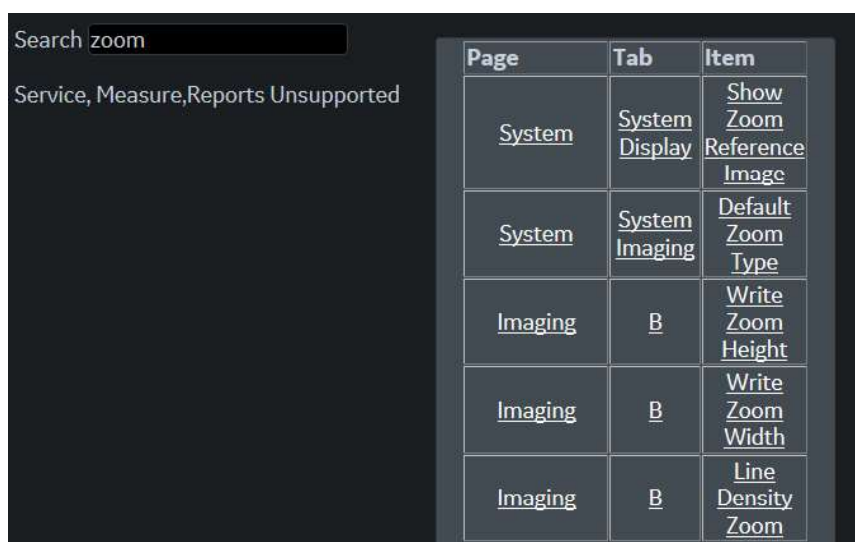 Search zoom
Service, Measure,Reports Unsupported
Page Tab Item
System
System
Display
Show
Zoom
Reference
Image
System
System
Imaging
Default
Zoom
Type
Imaging
B
Write
Zoom
Height
Imaging
B
Write
Zoom
Width
Imaging
B
Line
Density
Zoom